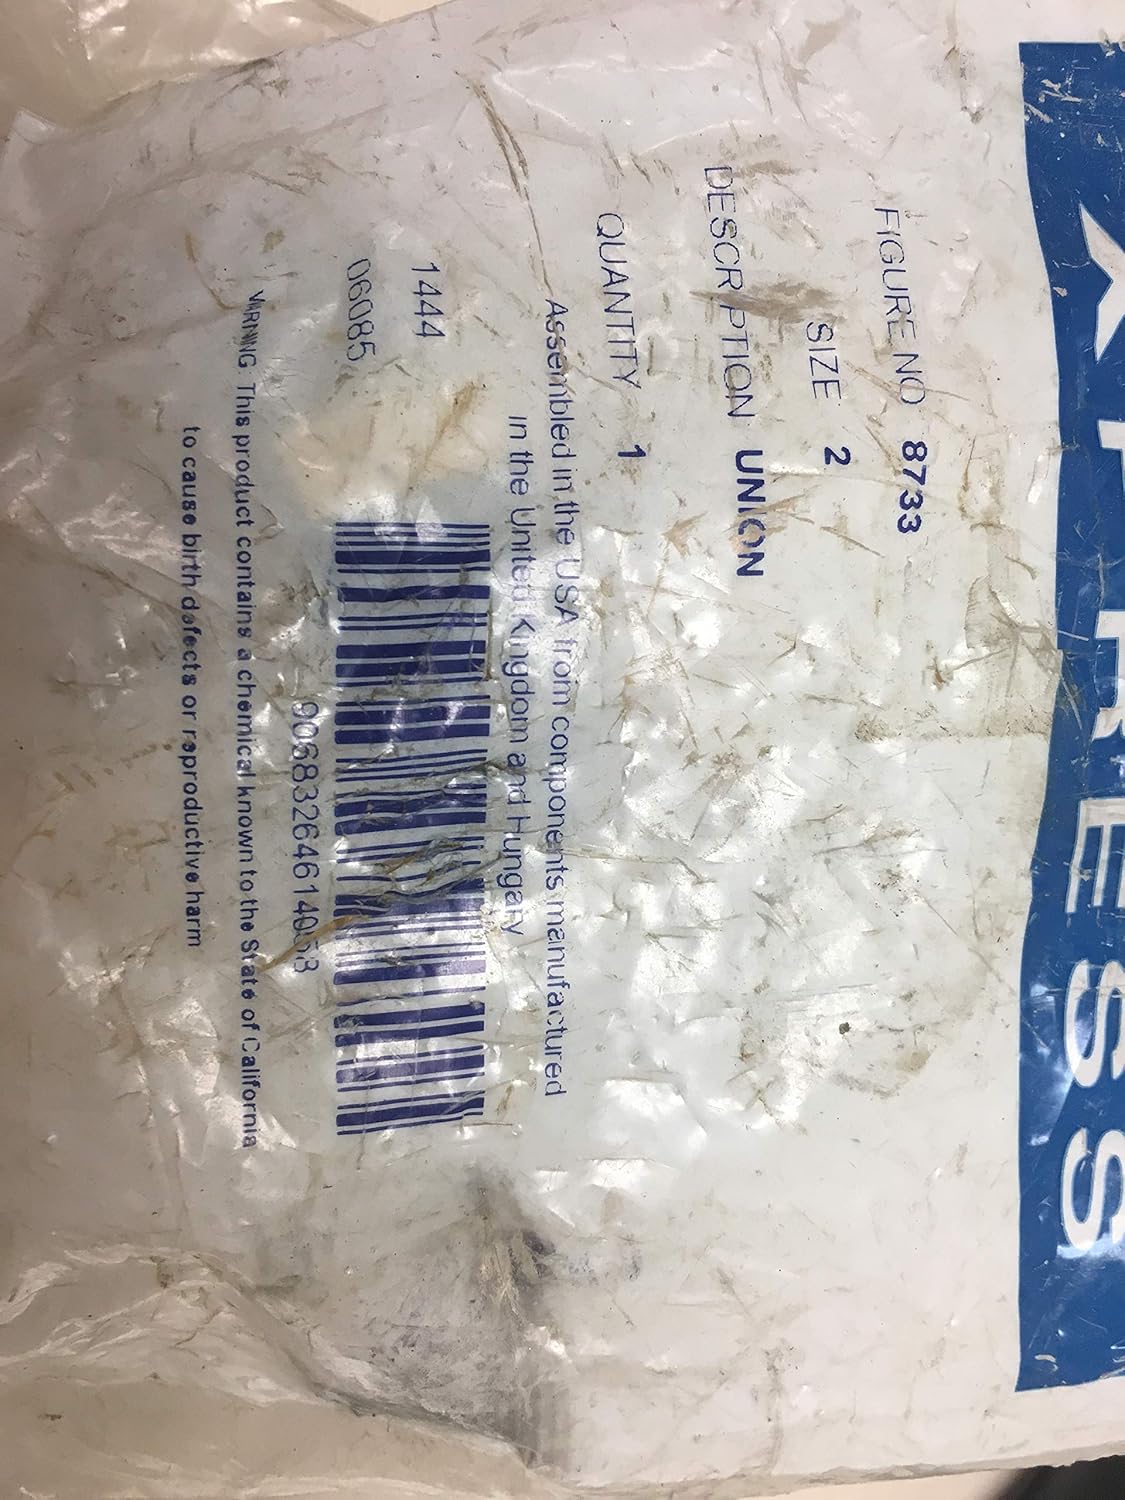 XPRESS
FIGURE NO 8733
SIZE 2
DESCRIPTION UNION
QUANTITY 1
Assembled in the USA from components manufactured
in the United Kingdom and Hungary
1444
06085
WARNING: This product contains a chemical known to the State of California
to cause birth defects or reproductive harm